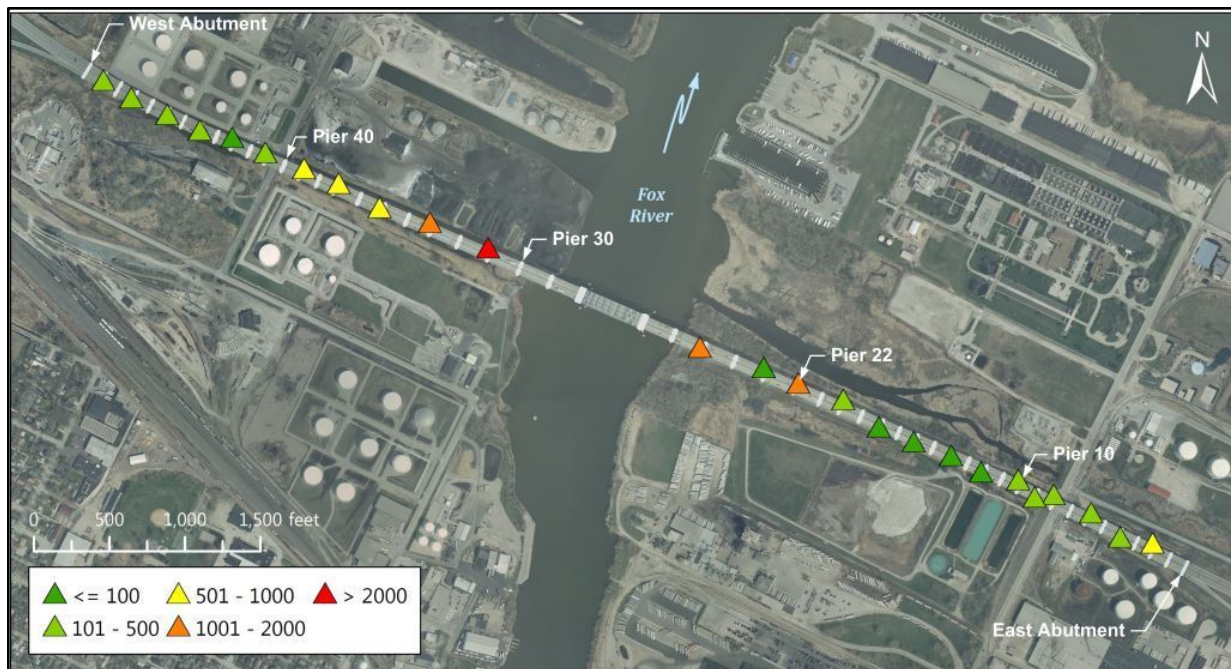 West Abutment
N
Pier 40
Fox
River
Pier 30
Pier 22
Pier 10
0 500 1,000 1,500 feet
<= 100
501 - 1000
> 2000
101 - 500
1001 - 2000
East Abutment